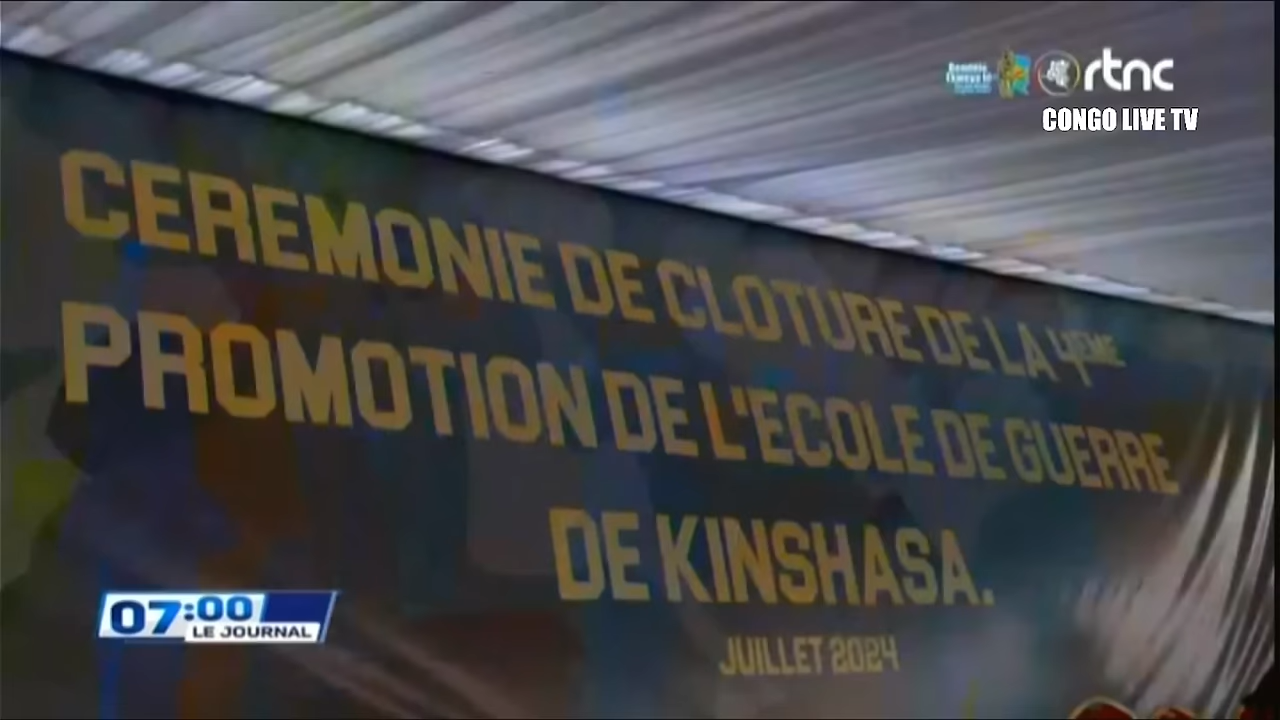 rtnc
CONGO LIVE TV
CEREMONIE DE CLOTURE DE LA 4EME
PROMOTION DE L'ECOLE DE GUERRE
DE KINSHASA.
JUILLET 2024
07:00
LE JOURNAL